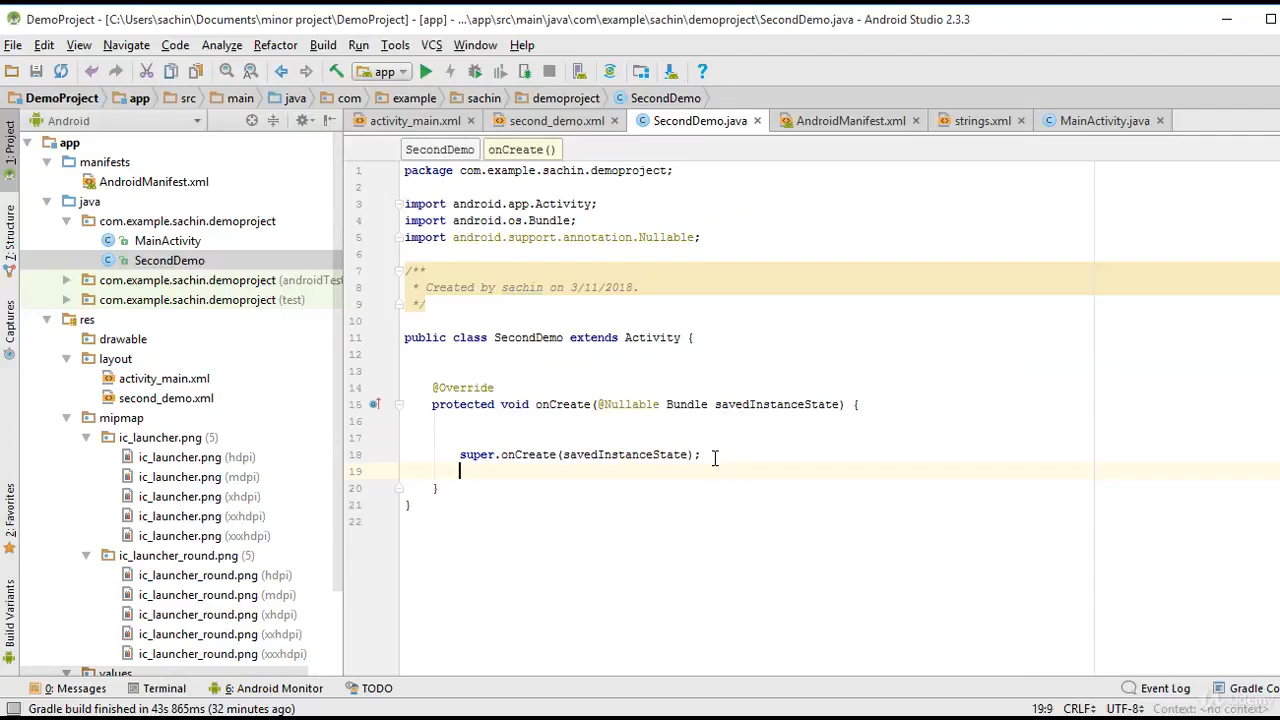 DemoProject - [C:\Users\sachin\Documents\minor project\DemoProject] - [app] - ...\app\src\main\java\com\example\sachin\demoproject\SecondDemo.java - Android Studio 2.3.3
File Edit View Navigate Code Analyze Refactor Build Run Tools VCS Window Help
app
DemoProject app src main java com example sachin demoproject SecondDemo
Android
activity_main.xml second_demo.xml SecondDemo.java AndroidManifest.xml strings.xml MainActivity.java
SecondDemo onCreate()
1: Project
7: Structure
Captures
2: Favorites
Build Variants
app
manifests
AndroidManifest.xml
java
com.example.sachin.demoproject
MainActivity
SecondDemo
com.example.sachin.demoproject (androidTest
com.example.sachin.demoproject (test)
res
drawable
layout
activity_main.xml
second_demo.xml
mipmap
ic_launcher.png (5)
ic_launcher.png (hdpi)
ic_launcher.png (mdpi)
ic_launcher.png (xhdpi)
ic_launcher.png (xxhdpi)
ic_launcher.png (xxxhdpi)
ic_launcher_round.png (5)
ic_launcher_round.png (hdpi)
ic_launcher_round.png (mdpi)
ic_launcher_round.png (xhdpi)
ic_launcher_round.png (xxhdpi)
ic_launcher_round.png (xxxhdpi)
values
1 package com.example.sachin.demoproject;
2
3 import android.app.Activity;
4 import android.os.Bundle;
5 import android.support.annotation.Nullable;
6
7 /**
8 * Created by sachin on 3/11/2018.
9 */
10
11 public class SecondDemo extends Activity {
12
13
14 @Override
15 protected void onCreate(@Nullable Bundle savedInstanceState) {
16
17
18 super.onCreate(savedInstanceState);
19
20 }
21 }
22
0: Messages Terminal 6: Android Monitor TODO Event Log Gradle Co
Gradle build finished in 43s 865ms (32 minutes ago) 19:9 CRLF UTF-8 Context: <no context>